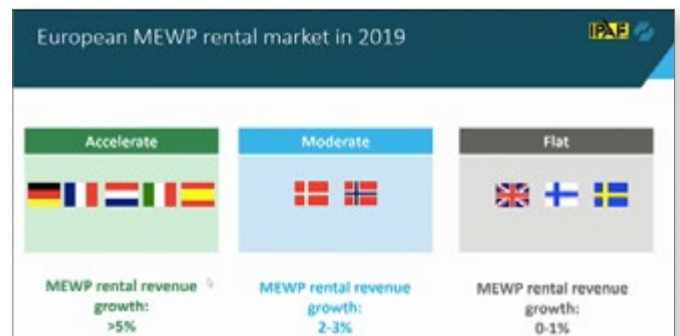 European MEWP rental market in 2019
IPAF
Accelerate
Moderate
Flat
MEWP rental revenue
growth:
>5%
MEWP rental revenue
growth:
2-3%
MEWP rental revenue
growth:
0-1%